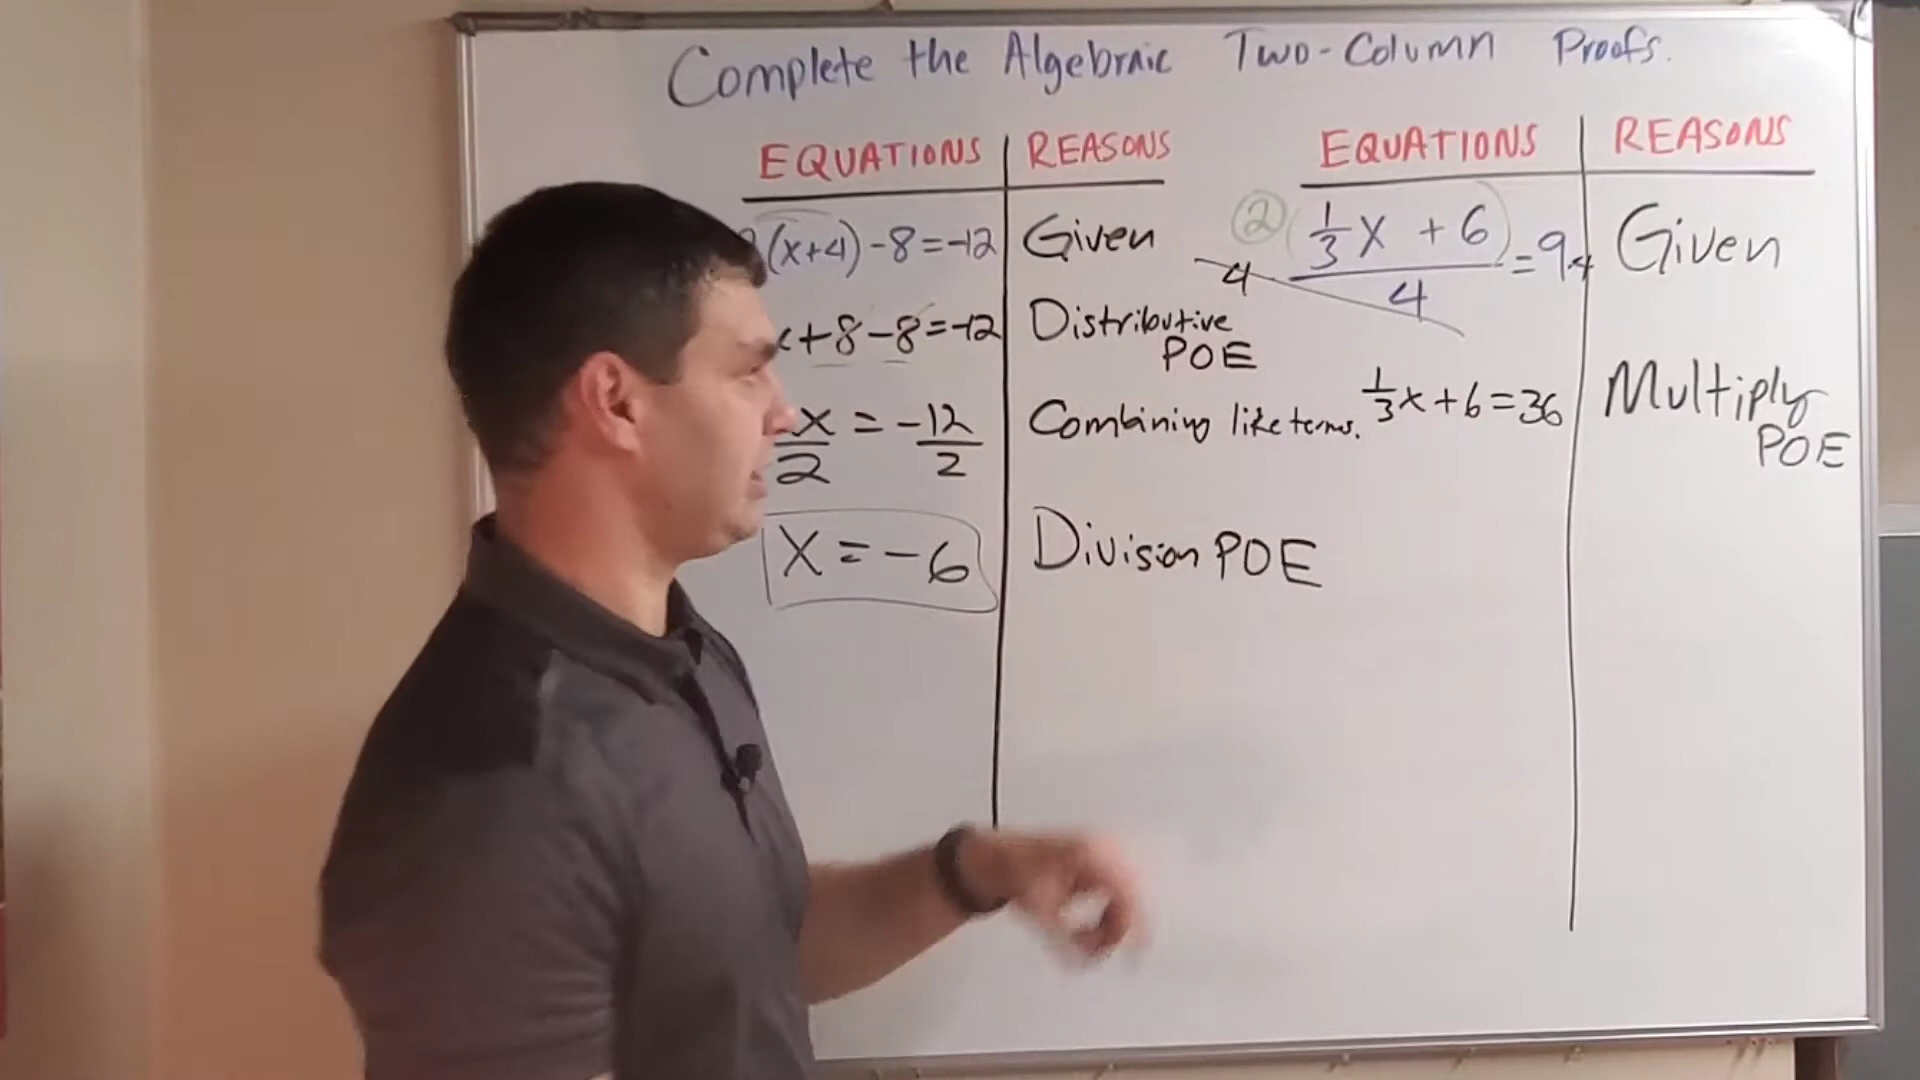 Complete the Algebraic Two-Column Proofs.
EQUATIONS REASONS
(x+4) -8=-12 Given
x+8-8=-12 Distributive
POE
x = -12 Combining like terms.
2 2
X = -6 Division POE
EQUATIONS REASONS
2 1/3 X + 6 = 9·4 Given
4 4
1/3 x + 6 = 36 Multiply
POE